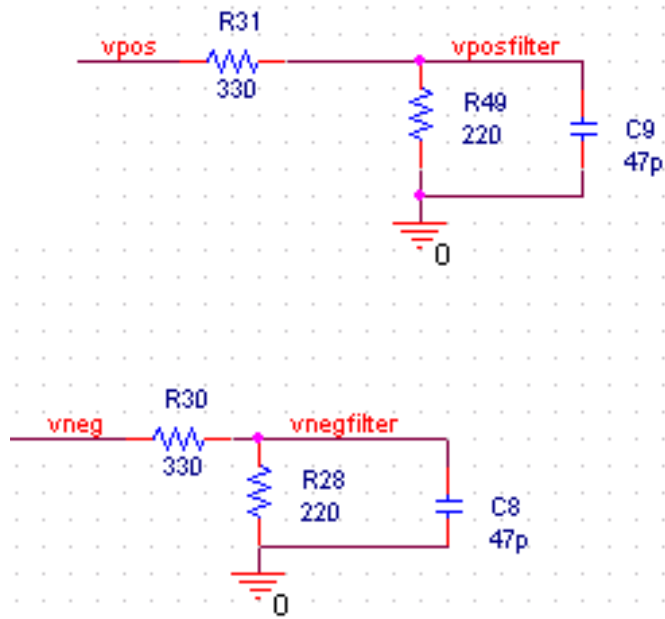 R31
vpos
330
vposfilter
R49
220
C9
47p
0
R30
vneg
330
vnegfilter
R28
220
C8
47p
0